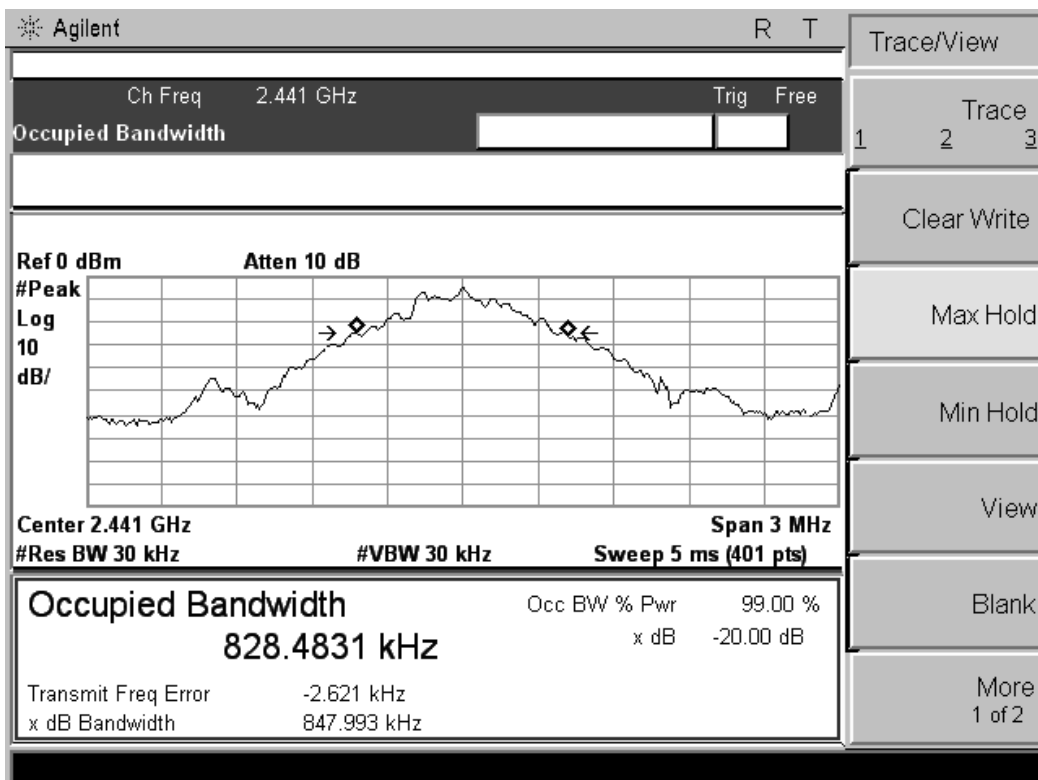 Agilent R T
Ch Freq 2.441 GHz Trig Free
Occupied Bandwidth
Ref 0 dBm Atten 10 dB
#Peak
Log
10
dB/
Center 2.441 GHz Span 3 MHz
#Res BW 30 kHz #VBW 30 kHz Sweep 5 ms (401 pts)
Occupied Bandwidth Occ BW % Pwr 99.00 %
828.4831 kHz x dB -20.00 dB
Transmit Freq Error -2.621 kHz
x dB Bandwidth 847.993 kHz
Trace/View
Trace
1 2 3
Clear Write
Max Hold
Min Hold
View
Blank
More
1 of 2